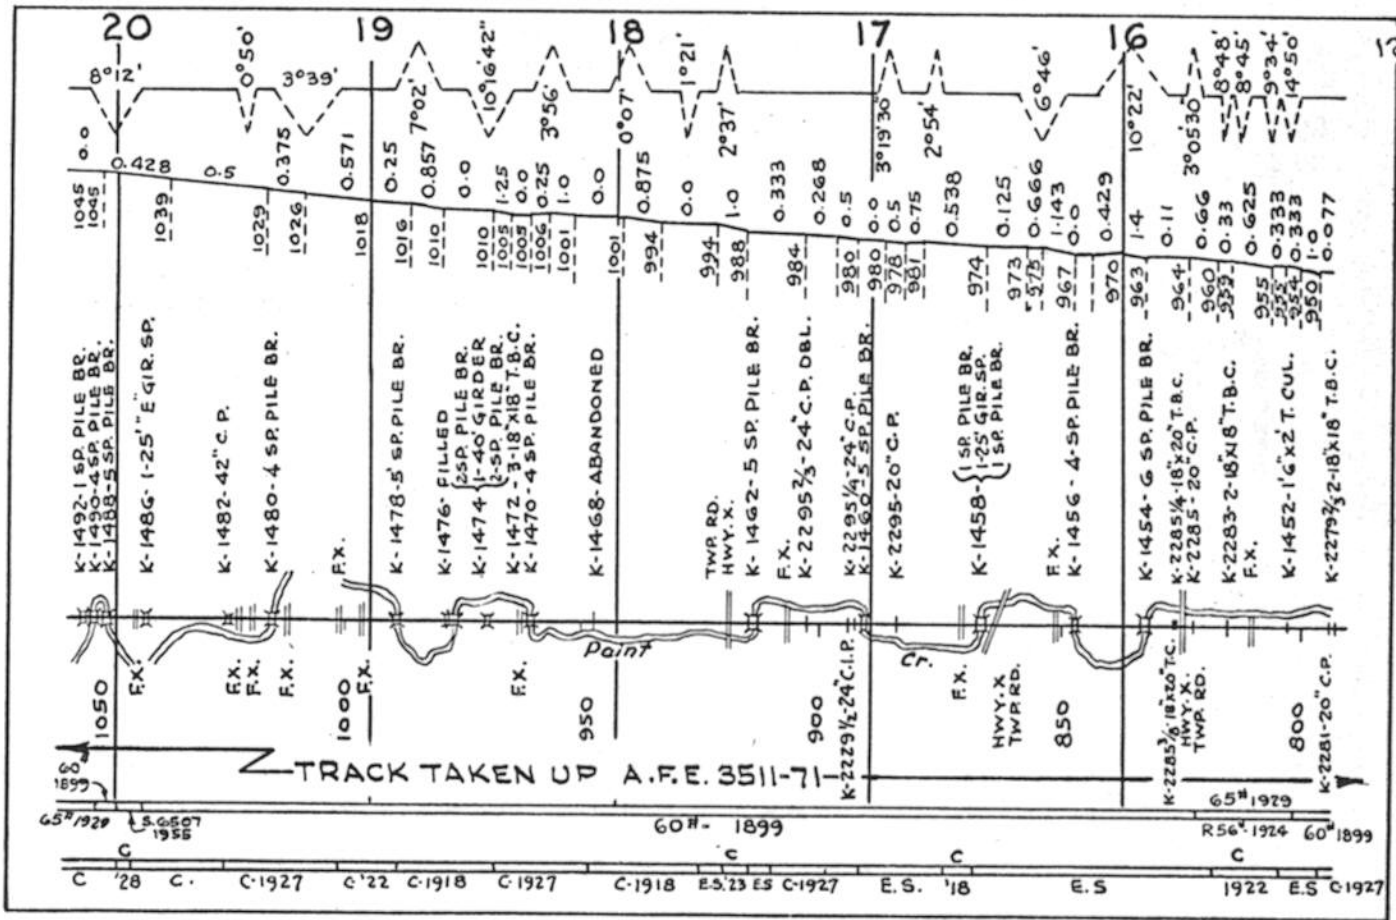 20 19 18 17 16
8°12' 0°50' 3°39' 7°02' 10°16'42" 3°56' 0°07' 1°21' 2°37' 3°19'30" 2°54' 6°46' 10°22' 3°05'30" 8°48' 8°45' 9°34' 14°50'
0.0 0.428 0.5 0.375 0.571 0.25 0.857 0.0 1.25 0.0 0.25 1.0 0.0 0.875 0.0 1.0 0.333 0.268 0.5 0.0 0.5 0.75 0.538 0.125 0.666 1.143 0.0 0.429 1.4 0.11 0.66 0.33 0.625 0.333 0.333 1.0 0.077
1045 1045 1039 1029 1026 1018 1016 1010 1010 1005 1005 1006 1001 1001 994 994 988 984 980 980 978 981 974 973 975 967 970 963 964 960 959 955 955 954 950
K-1492-1 SP. PILE BR.
K-1490-4 SP. PILE BR.
K-1488-5 SP. PILE BR.
K-1486-1-25' "E" GIR. SP.
K-1482-42" C.P.
K-1480-4 SP. PILE BR.
F.X.
K-1478-5 SP. PILE BR.
K-1476-FILLED
K-1474
2 SP. PILE BR.
1-40' GIRDER
2-SP. PILE BR.
K-1472-3-18"X18" T.B.C.
K-1470-4 SP. PILE BR.
K-1468-ABANDONED
TWP. RD.
HWY. X.
K-1462-5 SP. PILE BR.
F.X.
K-2295 2/3-24" C.P. DBL.
K-2295 1/4-24" C.P.
K-1460-5 SP. PILE BR.
K-2295-20" C.P.
K-1458
1 SP. PILE BR.
1-25' GIR. SP.
1 SP. PILE BR.
F.X.
K-1456-4-SP. PILE BR.
K-1454-6 SP. PILE BR.
K-2285 1/4-18"X20" T.B.C.
K-2285-20" C.P.
K-2283-2-18"X18" T.B.C.
F.X.
K-1452-1'6"X2' T. CUL.
K-2279 2/3 2-18"X18" T.B.C.
Paint Cr.
F.X. F.X. F.X. F.X. F.X. F.X. F.X.
HWY. X
TWP. RD.
K-2229 1/2-24" C.I.P.
K-2285 3/8-18"X20" T.C.
HWY. X.
TWP. RD.
K-2281-20" C.P.
1050 1000 950 900 850 800
TRACK TAKEN UP A.F.E. 3511-71
60#
1899
65# 1929
65# 1929 S.G507 60#- 1899 R56#-1924 60# 1899
1955
C C C C
C '28 C. C-1927 C-'22 C-1918 C-1927 C-1918 E.S. '23 E.S C-1927 E.S. '18 E.S 1922 E.S C-1927